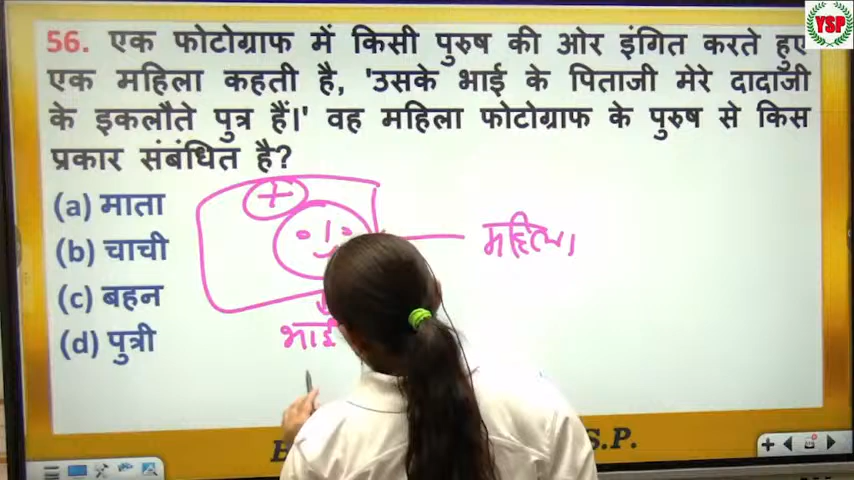 56. एक फोटोग्राफ में किसी पुरुष की ओर इंगित करते हुए
एक महिला कहती है, 'उसके भाई के पिताजी मेरे दादाजी
के इकलौते पुत्र हैं।' वह महिला फोटोग्राफ के पुरुष से किस
प्रकार संबंधित है?
(a) माता
(b) चाची
(c) बहन
(d) पुत्री
महिला
भाई
YSP